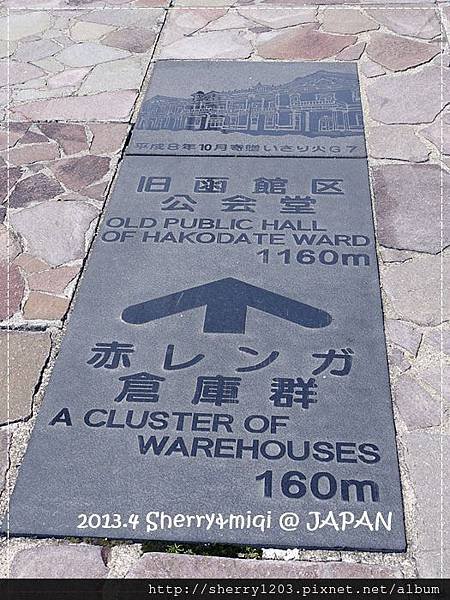 平成8年10月寄贈いさり火G7
旧函館区
公会堂
OLD PUBLIC HALL
OF HAKODATE WARD
1160m
赤レンガ
倉庫群
A CLUSTER OF
WAREHOUSES
160m
2013.4 Sherry&miqi @ JAPAN
http://sherry1203.pixnet.net/album